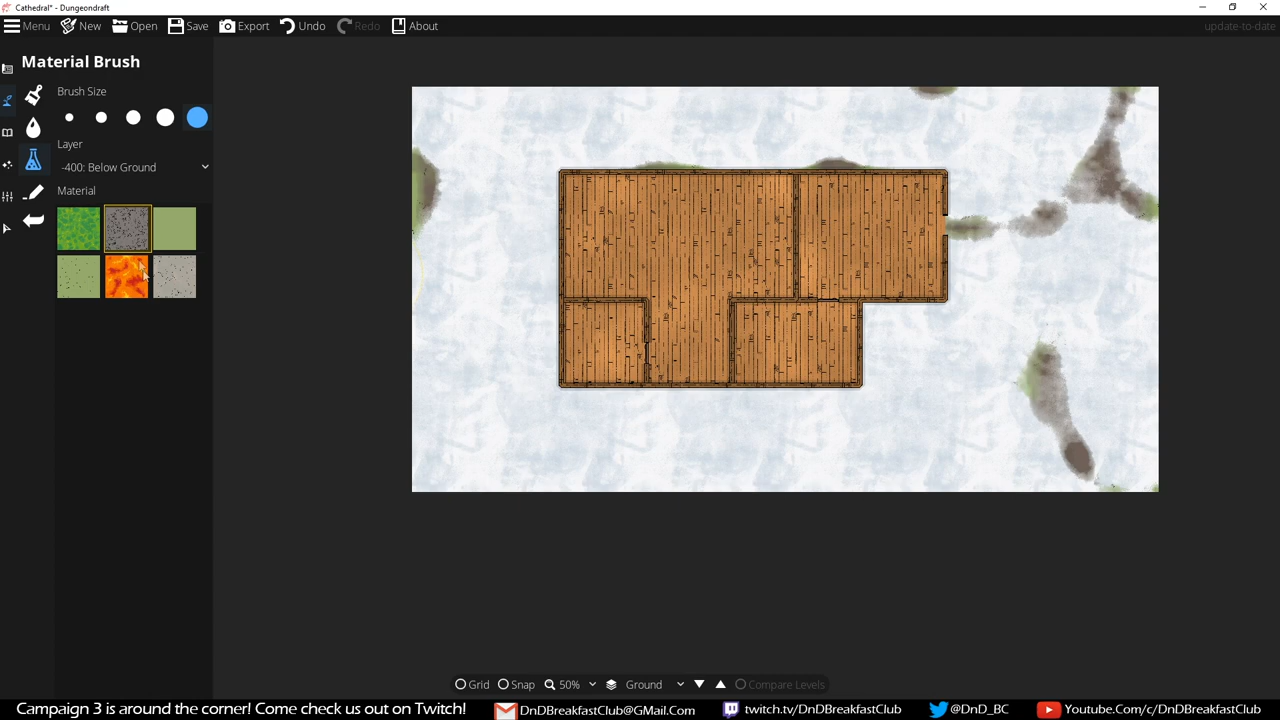 Cathedral* - Dungeondraft
Menu New Open Save Export Undo Redo About update-to-date
Material Brush
Brush Size
Layer
-400: Below Ground
Material
Grid Snap 50% Ground Compare Levels
Campaign 3 is around the corner! Come check us out on Twitch! DnDBreakfastClub@GMail.Com twitch.tv/DnDBreakfastClub @DnD_BC Youtube.Com/c/DnDBreakfastClub